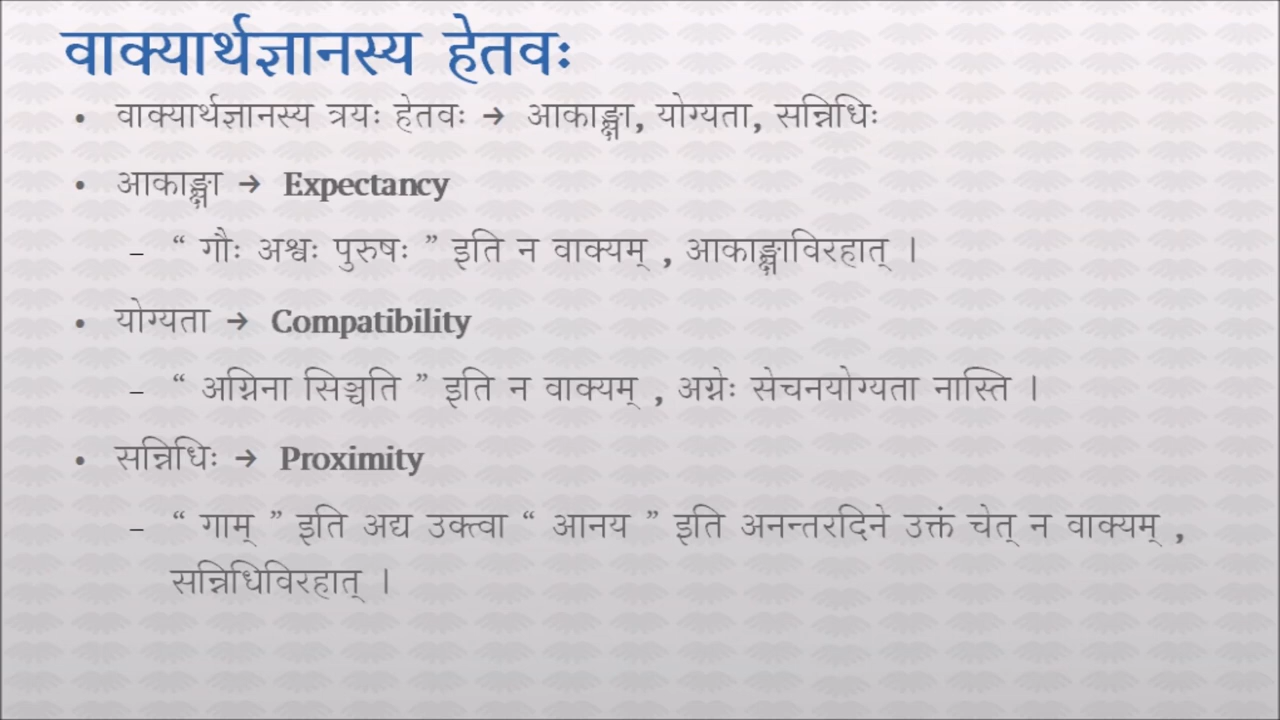 वाक्यार्थज्ञानस्य हेतवः
• वाक्यार्थज्ञानस्य त्रयः हेतवः → आकाङ्क्षा, योग्यता, सन्निधिः
• आकाङ्क्षा → Expectancy
– “ गौः अश्वः पुरुषः ” इति न वाक्यम् , आकाङ्क्षाविरहात् ।
• योग्यता → Compatibility
– “ अग्निना सिञ्चति ” इति न वाक्यम् , अग्नेः सेचनयोग्यता नास्ति ।
• सन्निधिः → Proximity
– “ गाम् ” इति अद्य उक्त्वा “ आनय ” इति अनन्तरदिने उक्तं चेत् न वाक्यम् ,
सन्निधिविरहात् ।